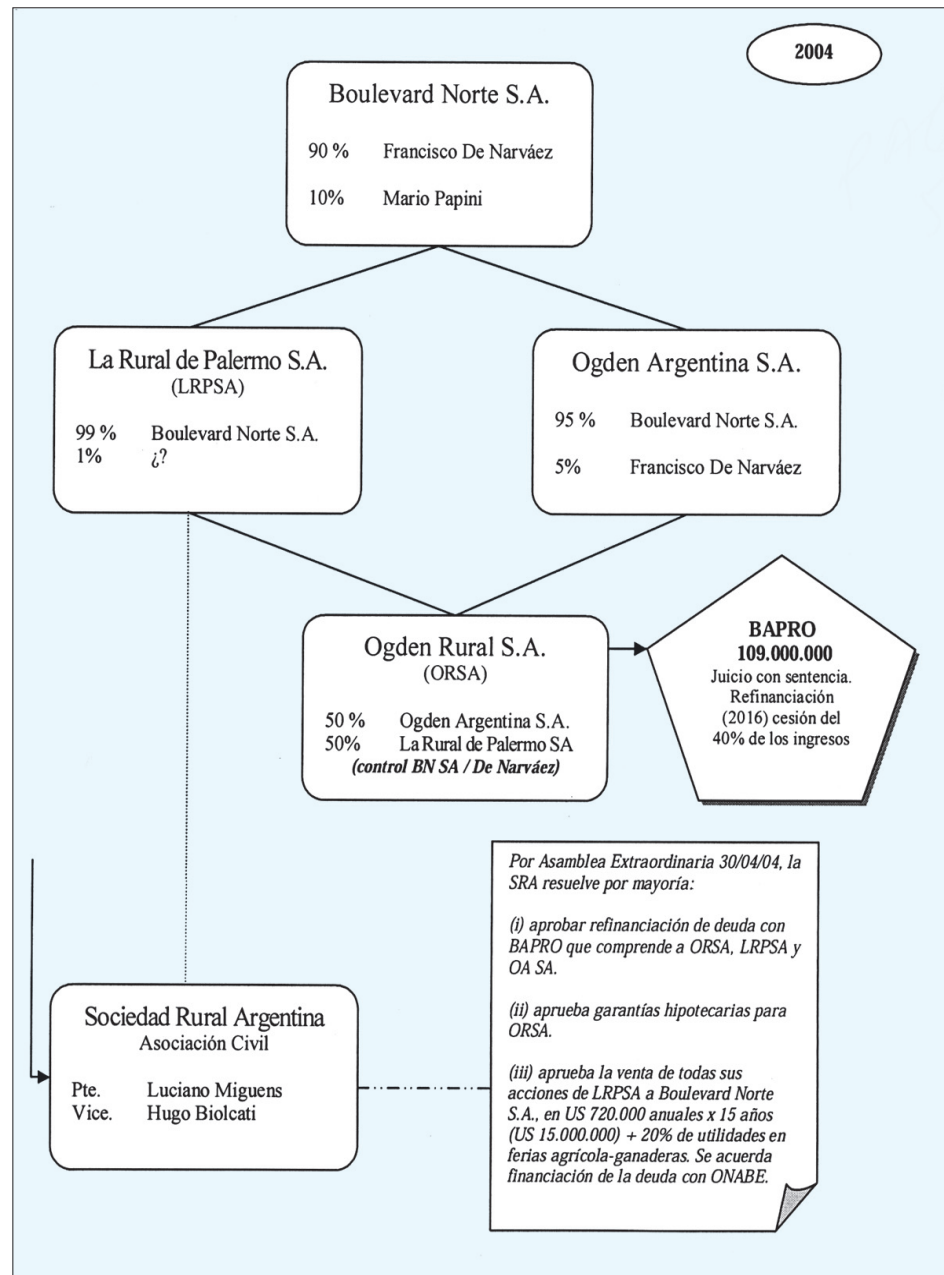 2004
Boulevard Norte S.A.
90 % Francisco De Narváez
10% Mario Papini
La Rural de Palermo S.A.
(LRPSA)
99 % Boulevard Norte S.A.
1% ¿?
Ogden Argentina S.A.
95 % Boulevard Norte S.A.
5% Francisco De Narváez
Ogden Rural S.A.
(ORSA)
50 % Ogden Argentina S.A.
50% La Rural de Palermo SA
(control BN SA / De Narváez)
BAPRO
109.000.000
Juicio con sentencia.
Refinanciación
(2016) cesión del
40% de los ingresos
Sociedad Rural Argentina
Asociación Civil
Pte. Luciano Miguens
Vice. Hugo Biolcati
Por Asamblea Extraordinaria 30/04/04, la
SRA resuelve por mayoría:
(i) aprobar refinanciación de deuda con
BAPRO que comprende a ORSA, LRPSA y
OA SA.
(ii) aprueba garantías hipotecarias para
ORSA.
(iii) aprueba la venta de todas sus
acciones de LRPSA a Boulevard Norte
S.A., en US 720.000 anuales x 15 años
(US 15.000.000) + 20% de utilidades en
ferias agrícola-ganaderas. Se acuerda
financiación de la deuda con ONABE.